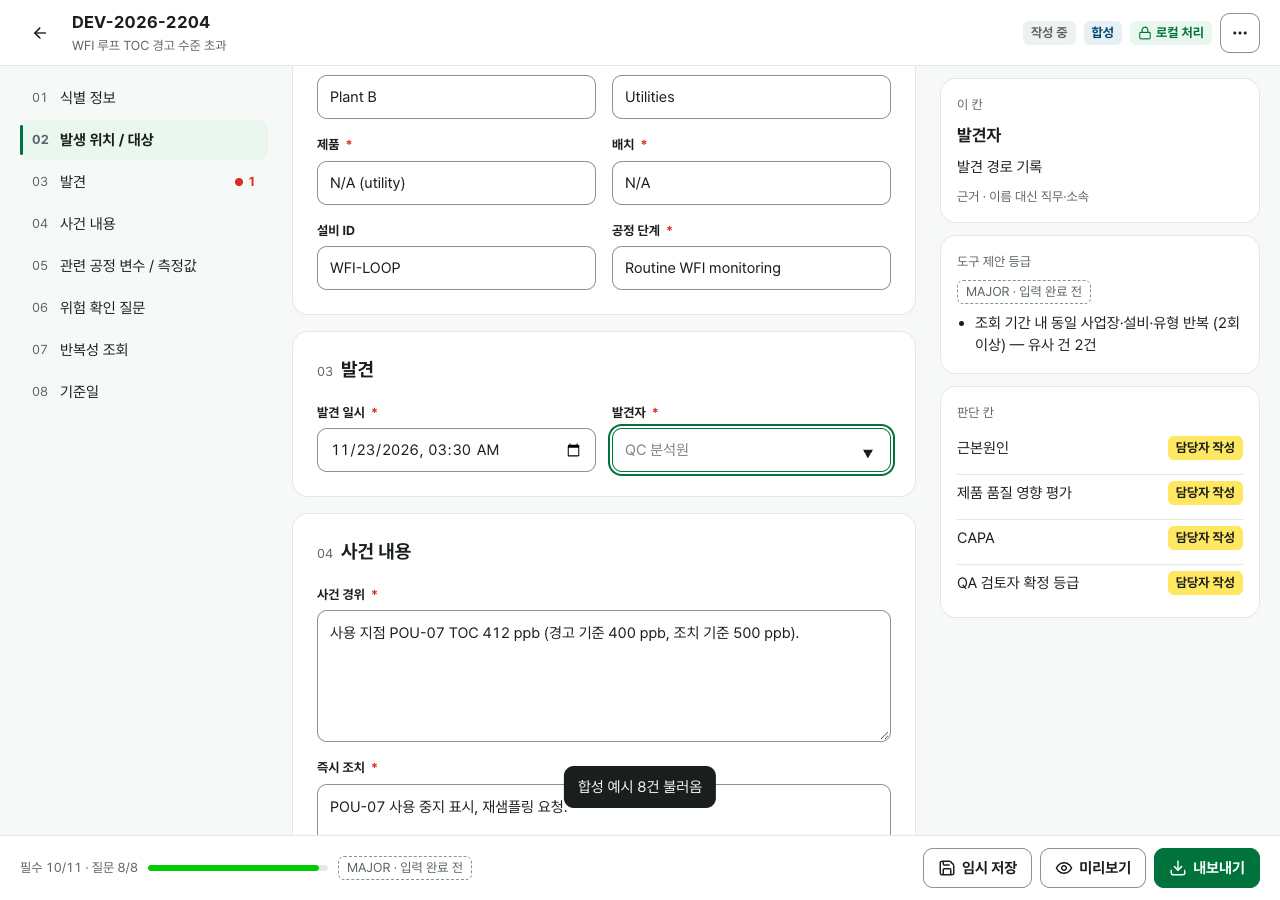 DEV-2026-2204
WFI 루프 TOC 경고 수준 초과
작성 중
합성
로컬 처리
01 식별 정보
02 발생 위치 / 대상
03 발견 1
04 사건 내용
05 관련 공정 변수 / 측정값
06 위험 확인 질문
07 반복성 조회
08 기준일
Plant B
Utilities
제품 *
배치 *
N/A (utility)
N/A
설비 ID
공정 단계 *
WFI-LOOP
Routine WFI monitoring
03 발견
발견 일시 *
발견자 *
11/23/2026, 03:30 AM
QC 분석원
04 사건 내용
사건 경위 *
사용 지점 POU-07 TOC 412 ppb (경고 기준 400 ppb, 조치 기준 500 ppb).
즉시 조치 *
POU-07 사용 중지 표시, 재샘플링 요청.
합성 예시 8건 불러옴
이 칸
발견자
발견 경로 기록
근거 · 이름 대신 직무·소속
도구 제안 등급
MAJOR · 입력 완료 전
• 조회 기간 내 동일 사업장·설비·유형 반복 (2회
이상) — 유사 건 2건
판단 칸
근본원인 담당자 작성
제품 품질 영향 평가 담당자 작성
CAPA 담당자 작성
QA 검토자 확정 등급 담당자 작성
필수 10/11 · 질문 8/8
MAJOR · 입력 완료 전
임시 저장
미리보기
내보내기